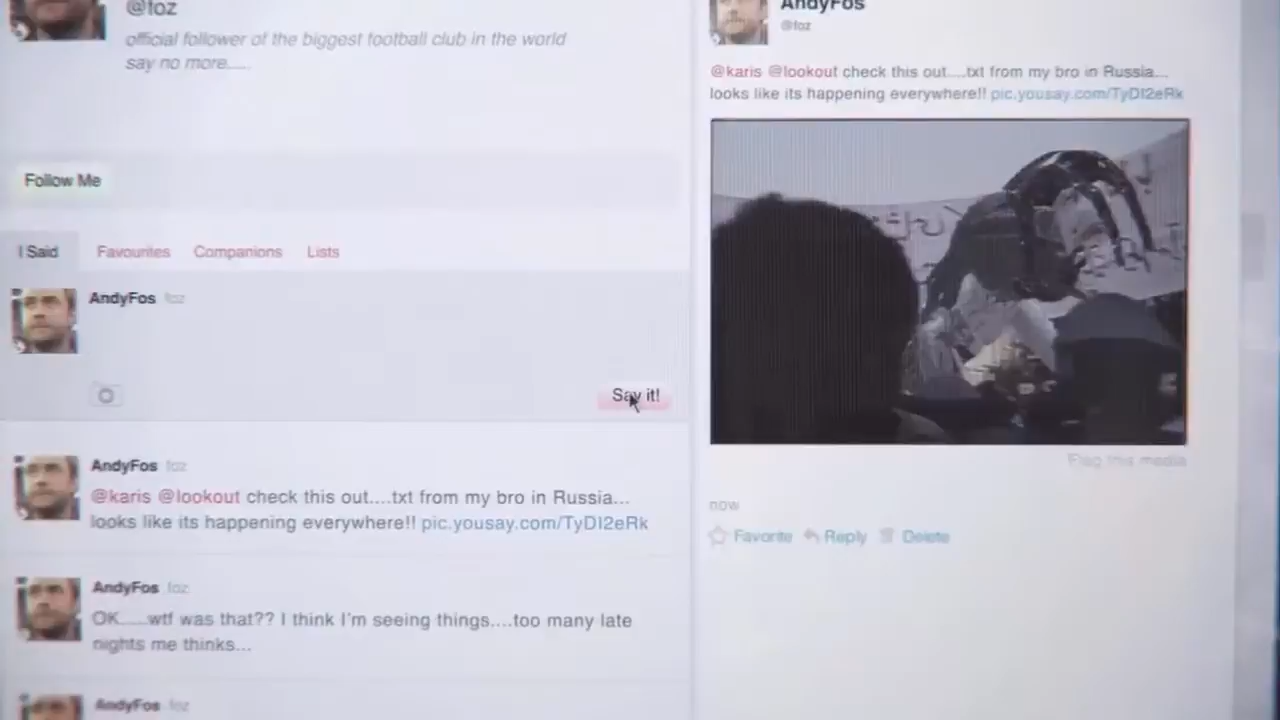 @foz
official follower of the biggest football club in the world
say no more.....
Follow Me
I Said
Favourites
Companions
Lists
AndyFos foz
Say it!
AndyFos foz
@karis @lookout check this out....txt from my bro in Russia...
looks like its happening everywhere!! pic.yousay.com/TyDI2eRk
AndyFos foz
OK.....wtf was that?? I think I'm seeing things....too many late
nights me thinks...
AndyFos foz
AndyFos
@foz
@karis @lookout check this out....txt from my bro in Russia...
looks like its happening everywhere!! pic.yousay.com/TyDI2eRk
Flag this media
now
Favorite
Reply
Delete